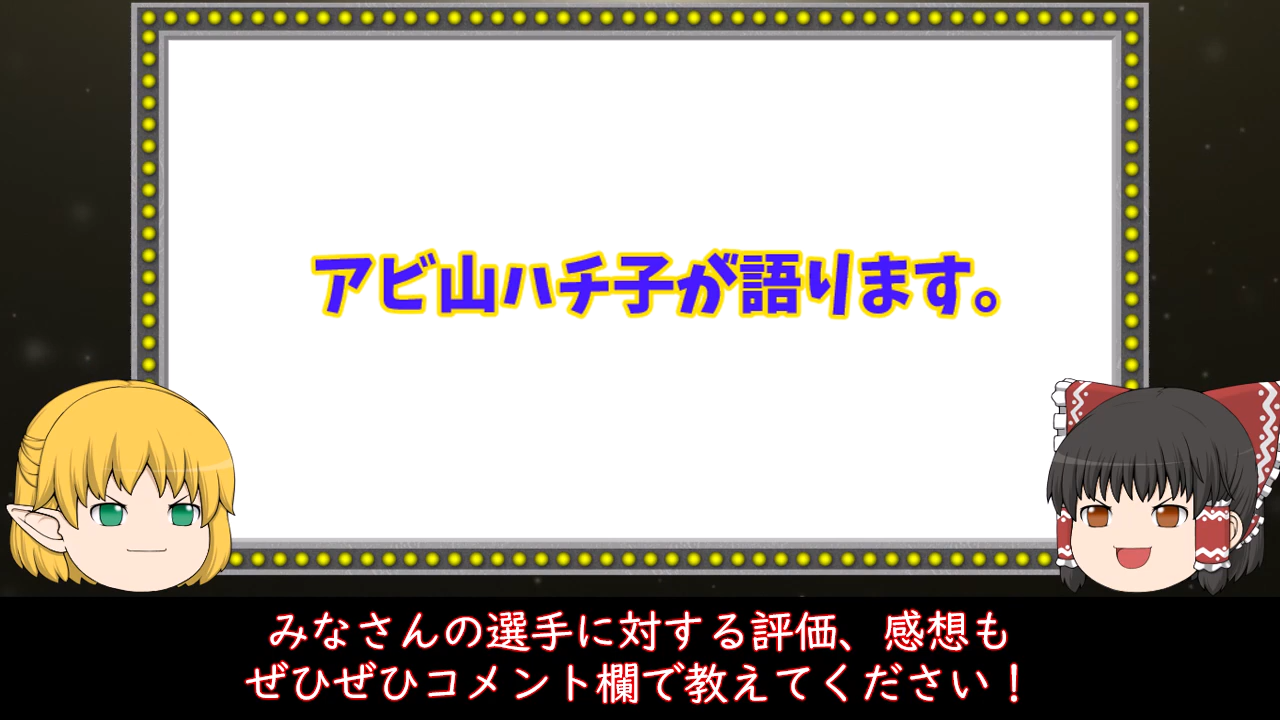 アビ山ハチ子が語ります。
みなさんの選手に対する評価、感想も
ぜひぜひコメント欄で教えてください！